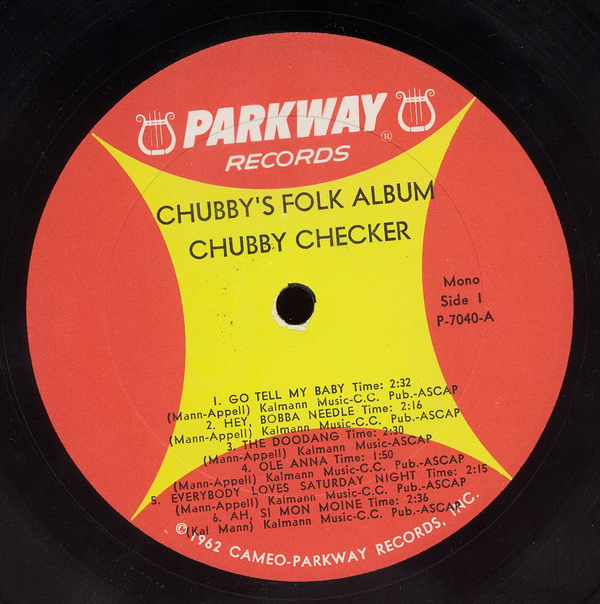 PARKWAY ®
RECORDS
CHUBBY'S FOLK ALBUM
CHUBBY CHECKER
Mono
Side 1
P-7040-A
1. GO TELL MY BABY Time: 2:32
(Mann-Appell) Kalmann Music-C.C. Pub.-ASCAP
2. HEY, BOBBA NEEDLE Time: 2:16
(Mann-Appell) Kalmann Music-C.C. Pub.-ASCAP
3. THE DOODANG Time: 2:30
(Mann-Appell) Kalmann Music-ASCAP
4. OLE ANNA Time: 1:50
(Mann-Appell) Kalmann Music-C.C. Pub.-ASCAP
5. EVERYBODY LOVES SATURDAY NIGHT Time: 2:15
(Mann-Appell) Kalmann Music-C.C. Pub.-ASCAP
6. AH, SI MON MOINE Time: 2:36
(Kal Mann) Kalmann Music-C.C. Pub.-ASCAP
©1962 CAMEO-PARKWAY RECORDS, INC.